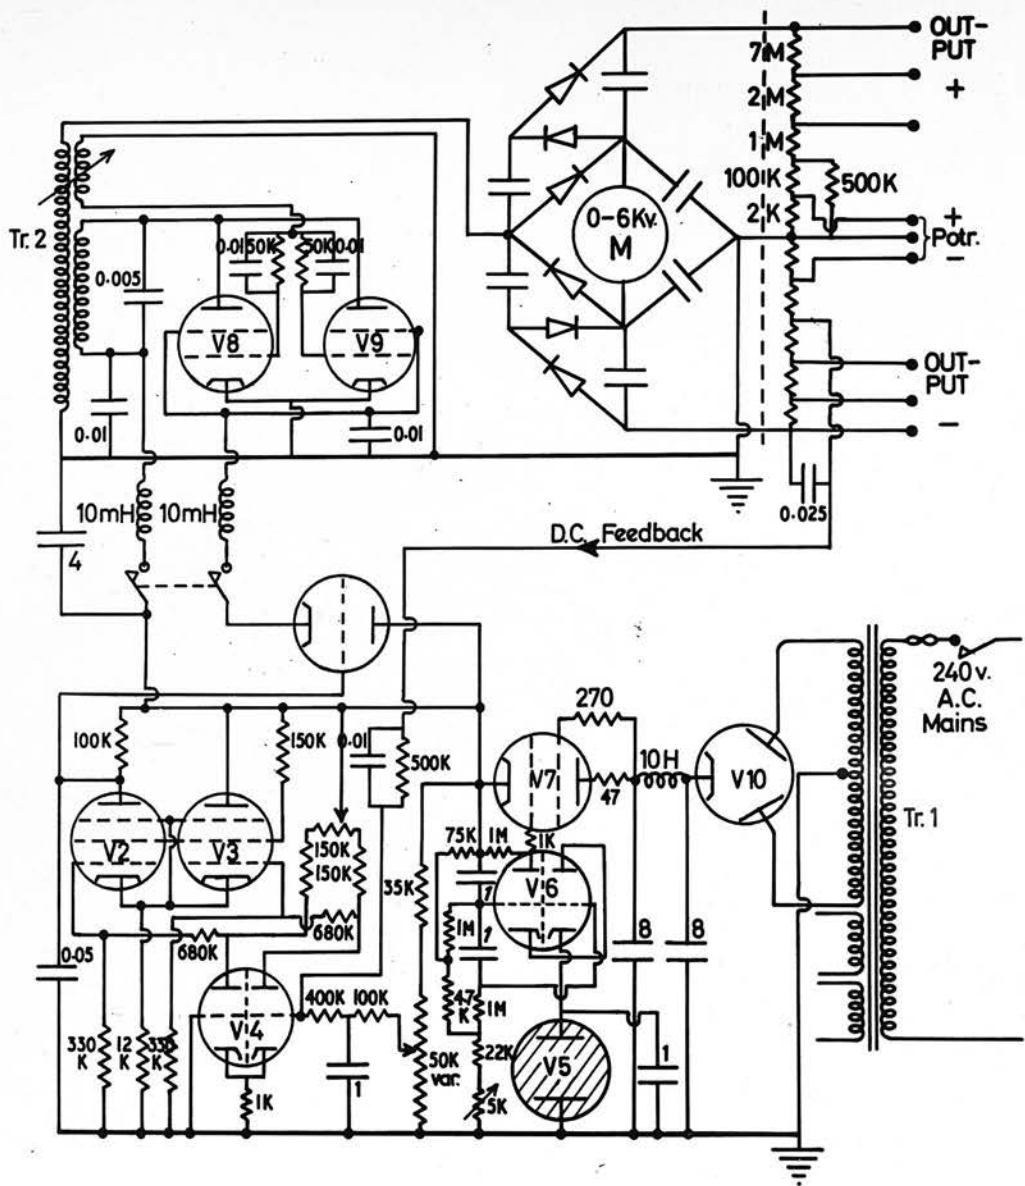 OUT-
PUT
+
7M
2M
1M
100K
500K
2K
+
Potr.
-
OUT-
PUT
-
0-6Kv.
M
Tr. 2
0.005
0.01
50K
50K
0.01
V8
V9
0.01
0.01
10mH
10mH
4
0.025
D.C. Feedback
240v.
A.C.
Mains
Tr. 1
100K
150K
0.01
500K
270
10H
V7
47
V10
V2
V3
150K
150K
75K
1M
1K
V6
35K
1
1M
1
680K
680K
8
8
0.05
47
K
1M
V4
400K
100K
330
K
12
K
330
K
22K
V5
50K
var.
1
1
5K
1K